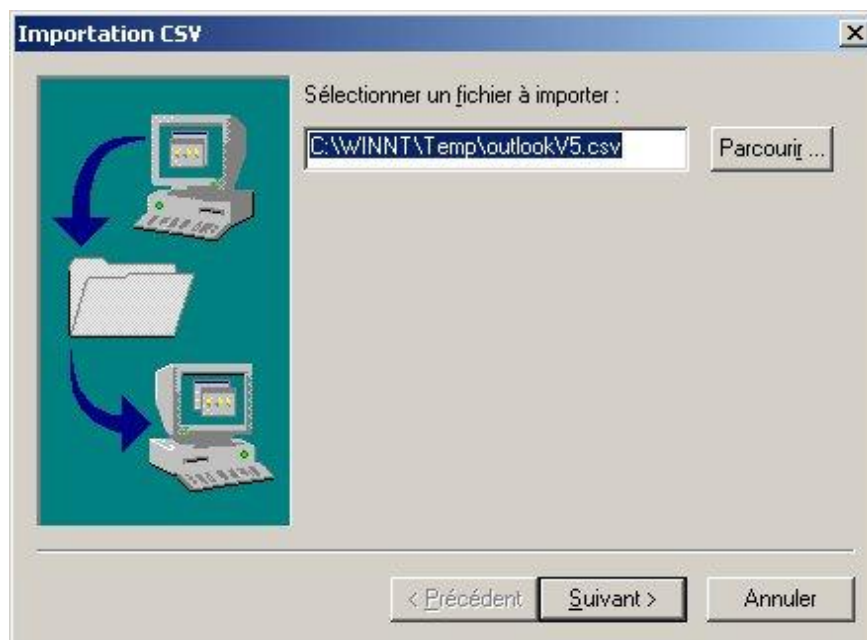 Importation CSV
Sélectionner un fichier à importer :
C:\WINNT\Temp\outlookV5.csv
Parcourir ...
< Précédent
Suivant >
Annuler